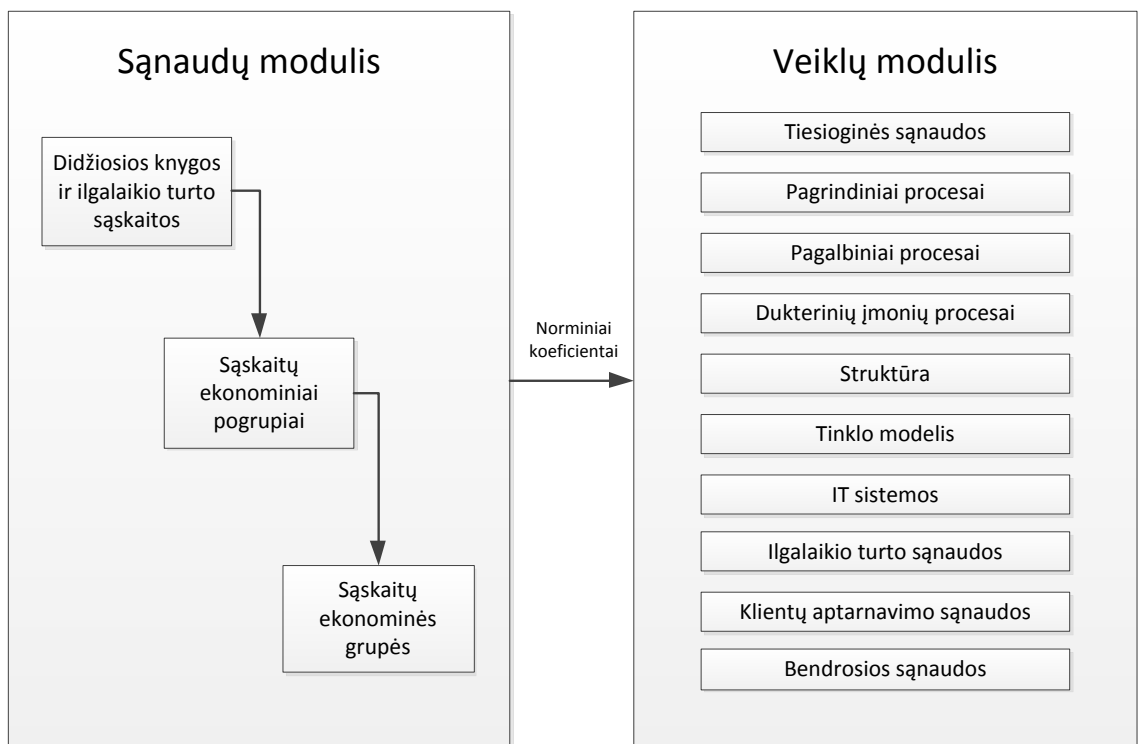 Sąnaudų modulis
Didžiosios knygos
ir ilgalaikio turto
sąskaitos
Sąskaitų
ekonominiai
pogrupiai
Sąskaitų
ekonominės
grupės
Norminiai
koeficientai
Veiklų modulis
Tiesioginės sąnaudos
Pagrindiniai procesai
Pagalbiniai procesai
Dukterinių įmonių procesai
Struktūra
Tinklo modelis
IT sistemos
Ilgalaikio turto sąnaudos
Klientų aptarnavimo sąnaudos
Bendrosios sąnaudos